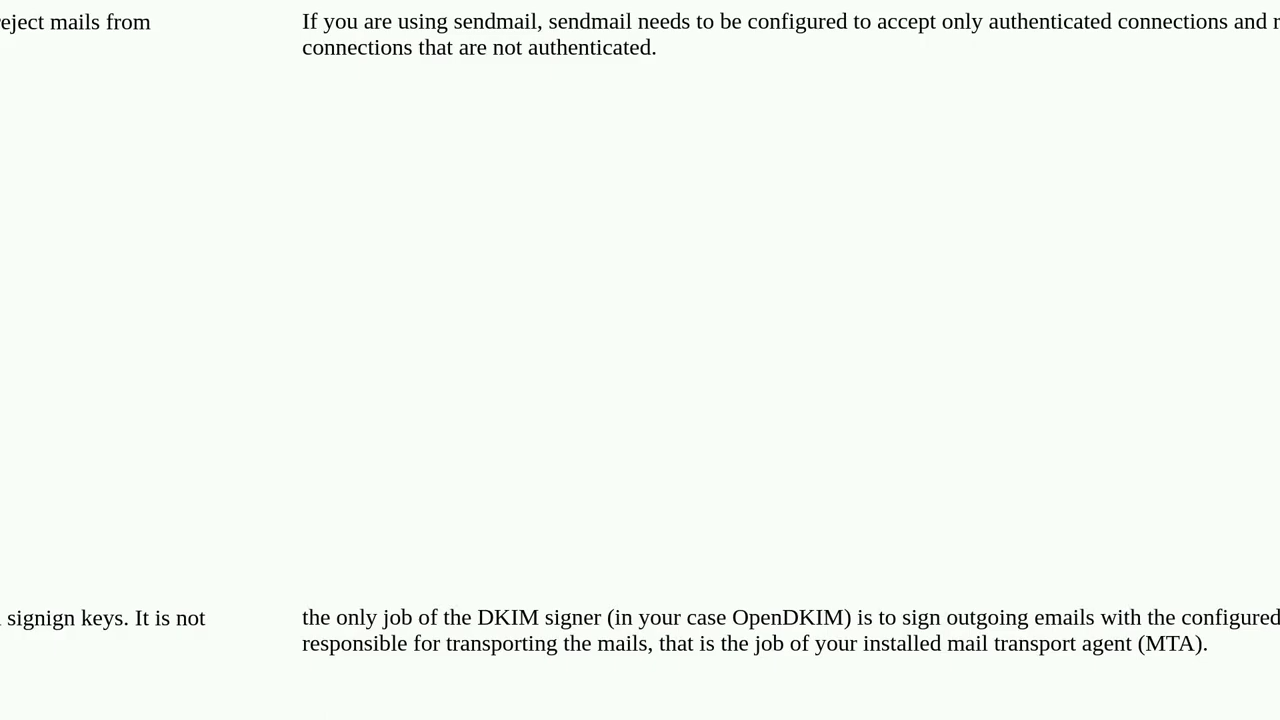 eject mails from
If you are using sendmail, sendmail needs to be configured to accept only authenticated connections and r
connections that are not authenticated.
signign keys. It is not
the only job of the DKIM signer (in your case OpenDKIM) is to sign outgoing emails with the configured
responsible for transporting the mails, that is the job of your installed mail transport agent (MTA).